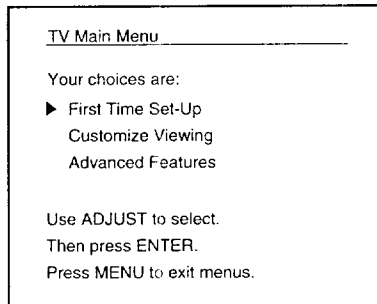 TV Main Menu
Your choices are:
▶ First Time Set-Up
Customize Viewing
Advanced Features
Use ADJUST to select.
Then press ENTER.
Press MENU to exit menus.